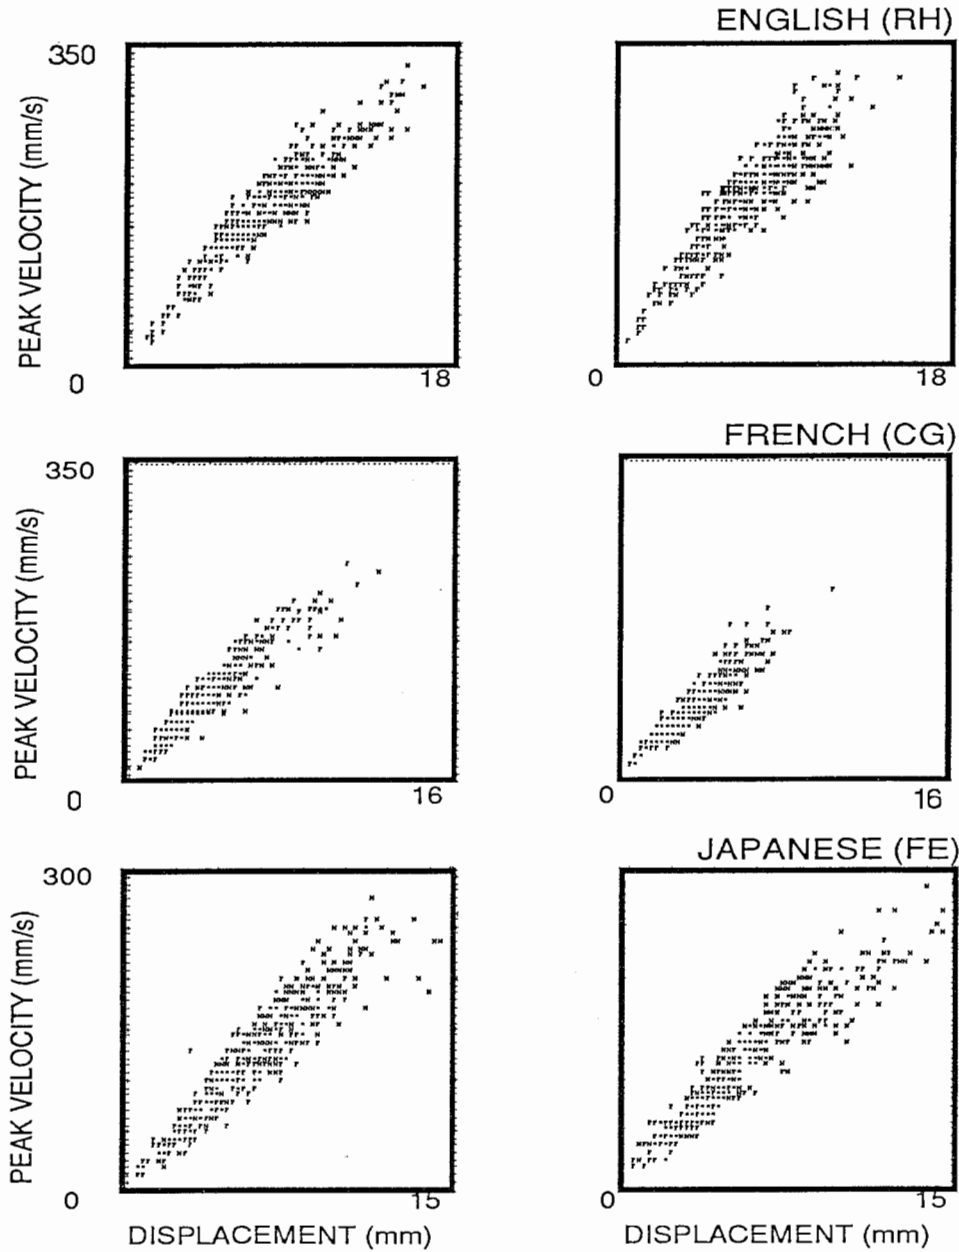 ENGLISH (RH)
350
PEAK VELOCITY (mm/s)
0
18
0
18
FRENCH (CG)
350
PEAK VELOCITY (mm/s)
0
16
0
16
JAPANESE (FE)
300
PEAK VELOCITY (mm/s)
0
15
0
15
DISPLACEMENT (mm)
DISPLACEMENT (mm)